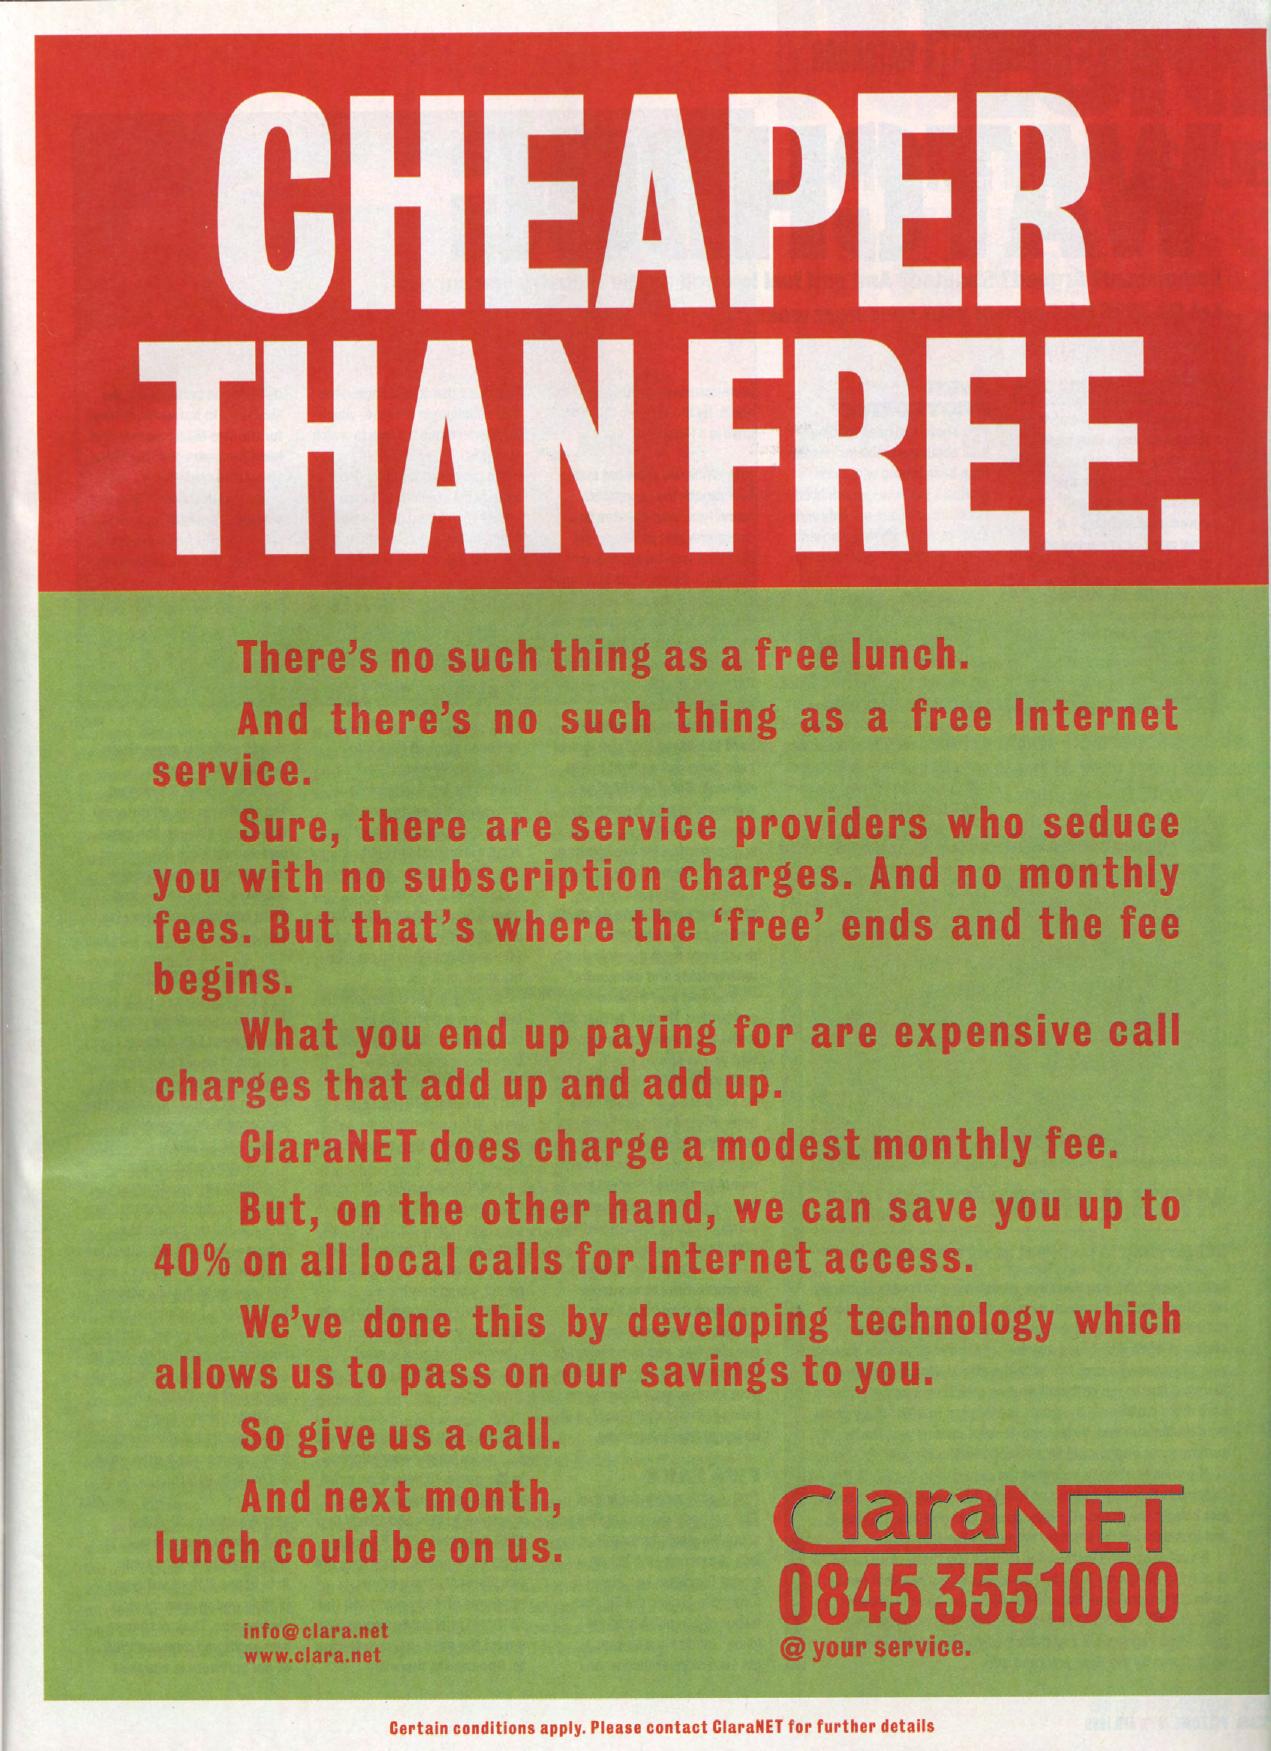 CHEAPER
THAN FREE.
There's no such thing as a free lunch.
And there's no such thing as a free Internet
service.
Sure, there are service providers who seduce
you with no subscription charges. And no monthly
fees. But that's where the ‘free’ ends and the fee
begins.
What you end up paying for are expensive call
charges that add up and add up.
ClaraNET does charge a modest monthly fee.
But, on the other hand, we can save you up to
40% on all local calls for Internet access.
We've done this by developing technology which
allows us to pass on our savings to you.
So give us a call.
And next month,
lunch could be on us.
info@clara.net
www.clara.net
ClaraNET
0845 3551000
@ your service.
Certain conditions apply. Please contact ClaraNET for further details